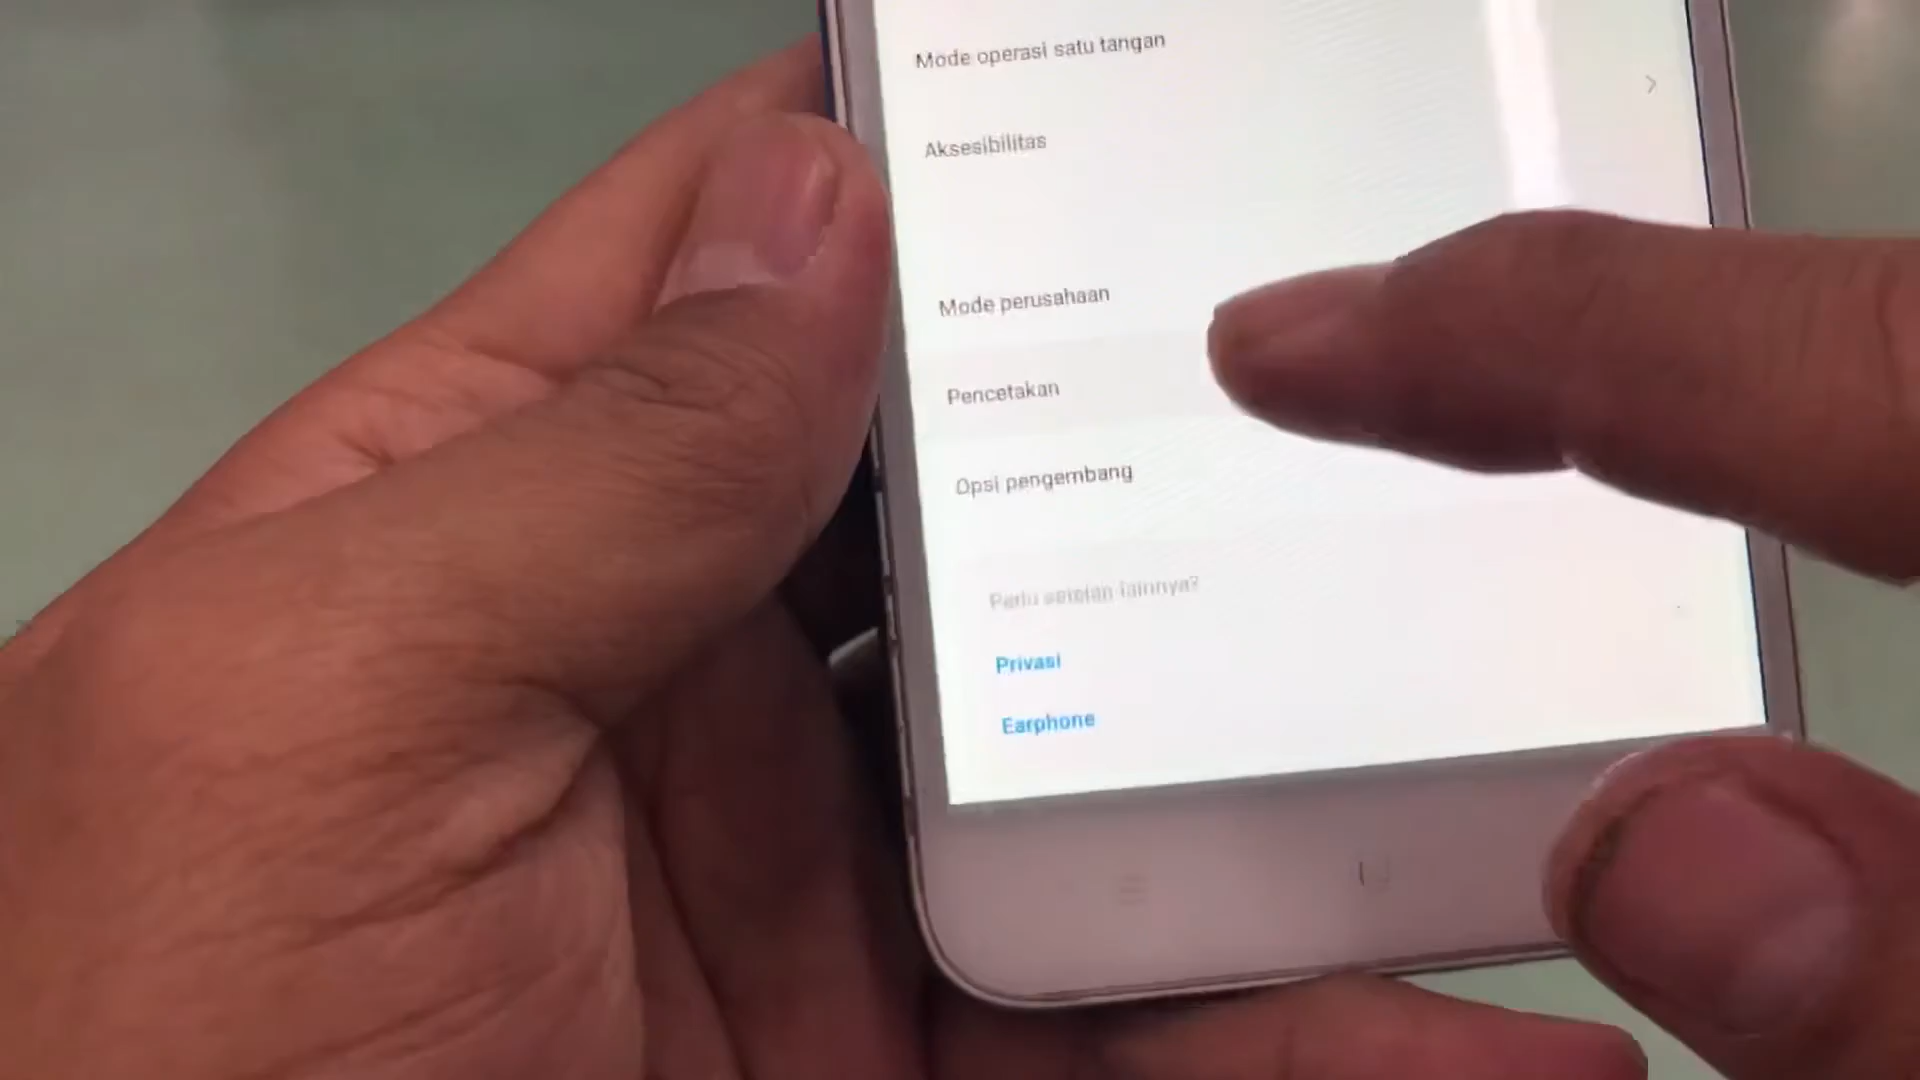 Mode operasi satu tangan
Aksesibilitas
Mode perusahaan
Pencetakan
Opsi pengembang
Perlu setelan lainnya?
Privasi
Earphone